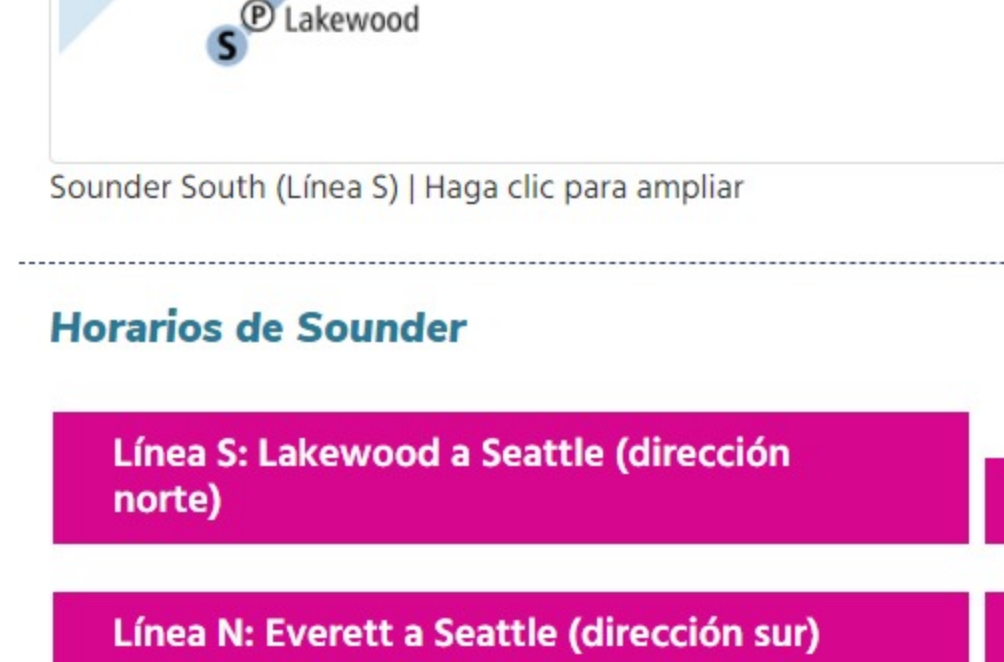 P Lakewood
S
Sounder South (Línea S) | Haga clic para ampliar
Horarios de Sounder
Línea S: Lakewood a Seattle (dirección
norte)
Línea N: Everett a Seattle (dirección sur)